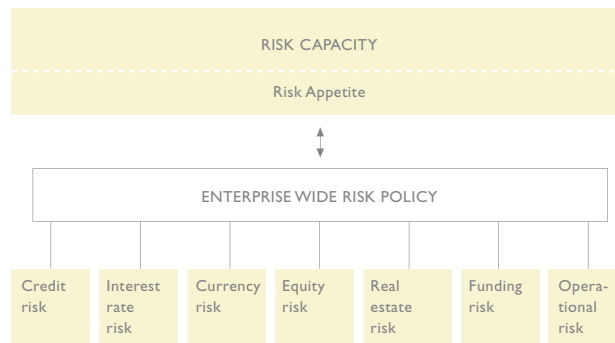 RISK CAPACITY
Risk Appetite
ENTERPRISE WIDE RISK POLICY
Credit
risk
Interest
rate
risk
Currency
risk
Equity
risk
Real
estate
risk
Funding
risk
Opera-
tional
risk